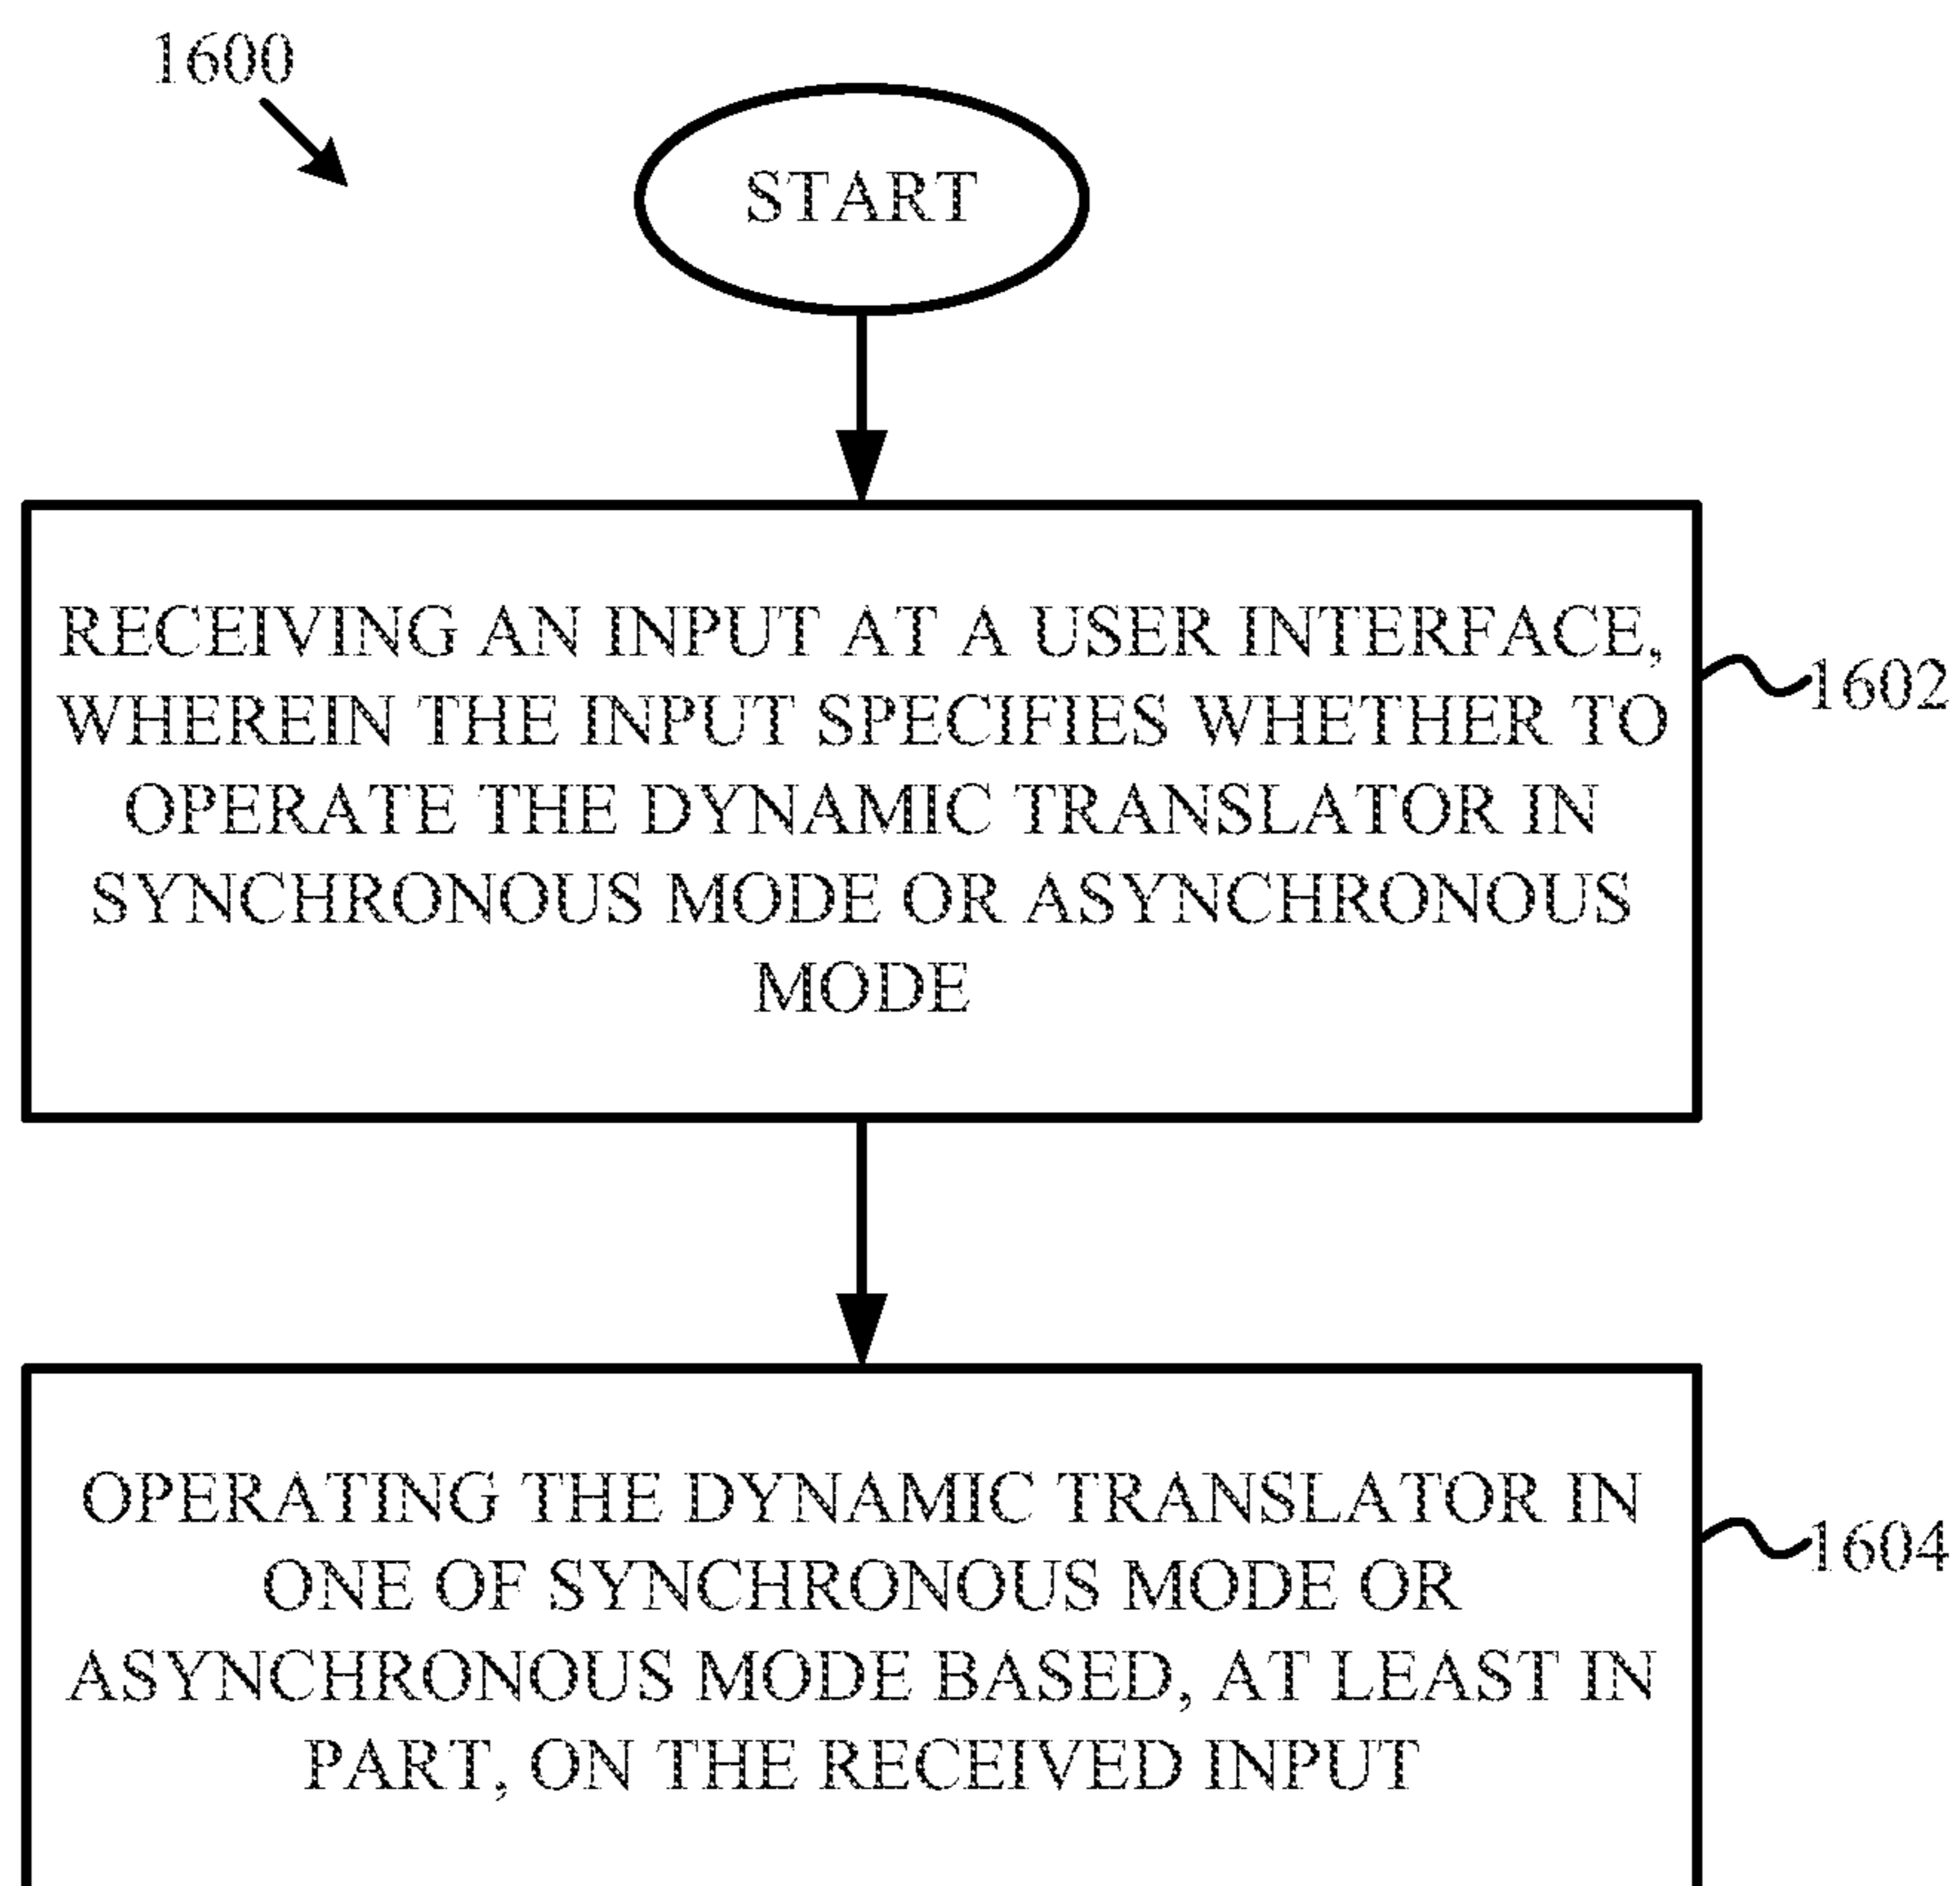 1600
START
RECEIVING AN INPUT AT A USER INTERFACE,
WHEREIN THE INPUT SPECIFIES WHETHER TO
OPERATE THE DYNAMIC TRANSLATOR IN
SYNCHRONOUS MODE OR ASYNCHRONOUS
MODE
1602
OPERATING THE DYNAMIC TRANSLATOR IN
ONE OF SYNCHRONOUS MODE OR
ASYNCHRONOUS MODE BASED, AT LEAST IN
PART, ON THE RECEIVED INPUT
1604